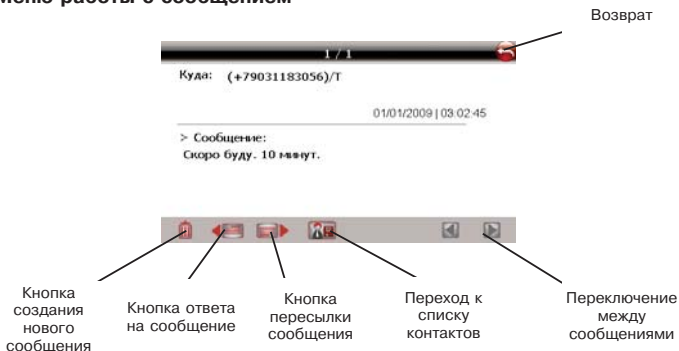 Меню работы с сообщением
Возврат
1 / 1
Куда: (+79031183056)/T
01/01/2009 | 03:02:45
> Сообщение:
Скоро буду. 10 минут.
Кнопка
создания
нового
сообщения
Кнопка ответа
на сообщение
Кнопка
пересылки
сообщения
Переход к
списку
контактов
Переключение
между
сообщениями